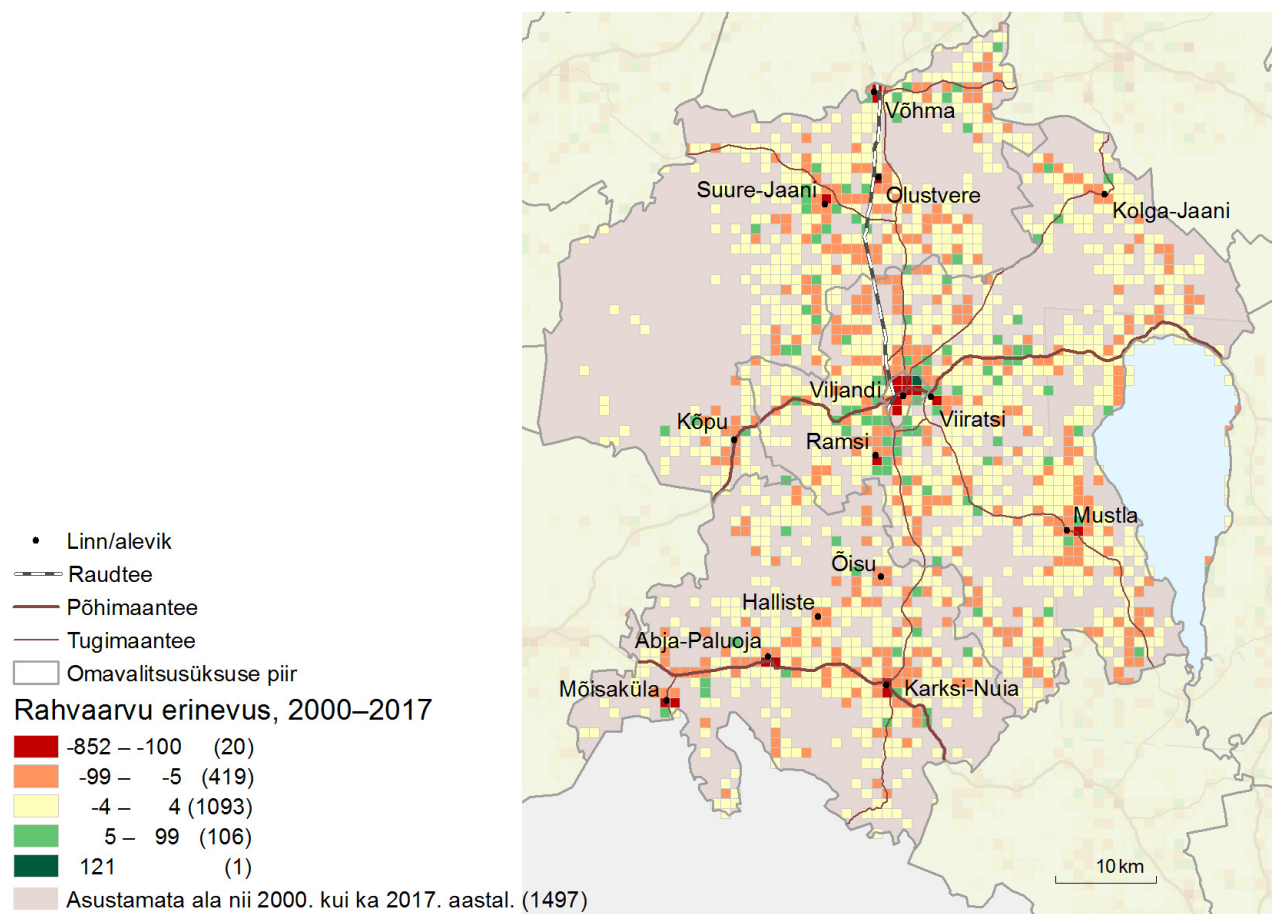 Võhma
Suure-Jaani
Olustvere
Kolga-Jaani
Viljandi
Viiratsi
Kõpu
Ramsi
Mustla
Õisu
Halliste
Abja-Paluoja
Mõisaküla
Karksi-Nuia
10 km
Linn/alevik
Raudtee
Põhimaantee
Tugimaantee
Omavalitsusüksuse piir
Rahvaarvu erinevus, 2000–2017
-852 – -100 (20)
-99 – -5 (419)
-4 – 4 (1093)
5 – 99 (106)
121 (1)
Asustamata ala nii 2000. kui ka 2017. aastal. (1497)